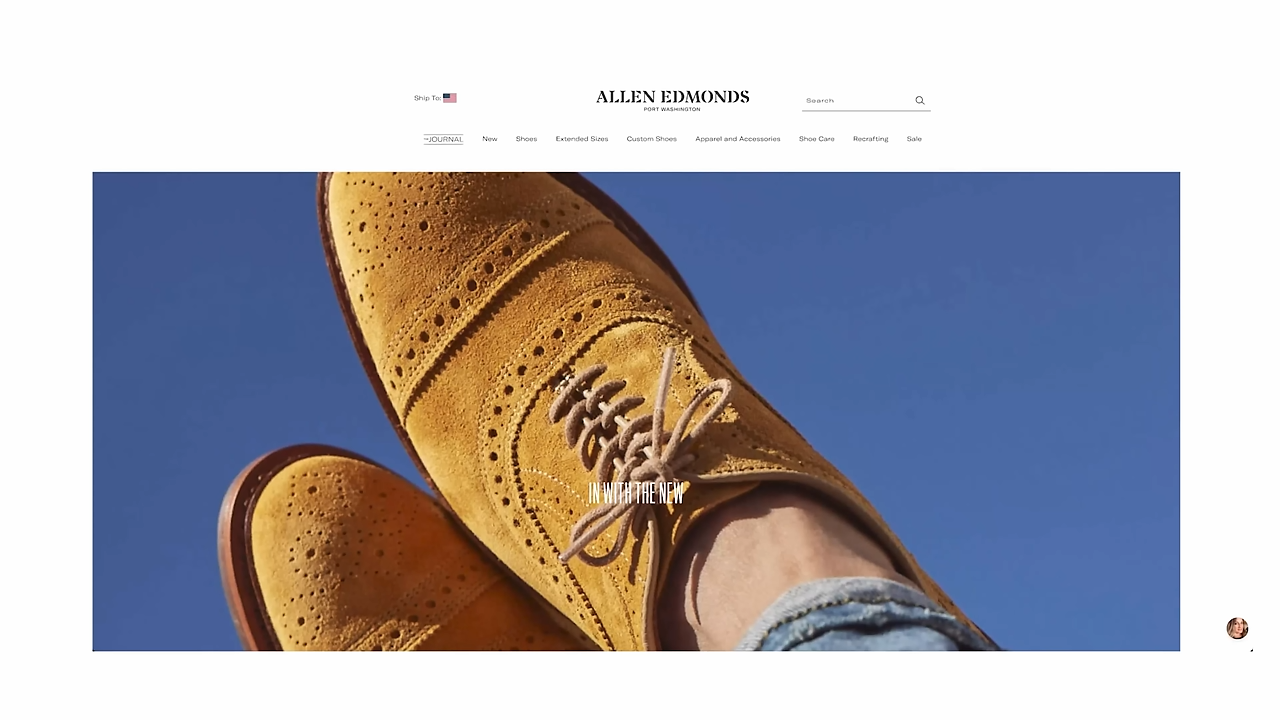 Ship To:
ALLEN EDMONDS
PORT WASHINGTON
Search
JOURNAL New Shoes Extended Sizes Custom Shoes Apparel and Accessories Shoe Care Recrafting Sale
IN WITH THE NEW